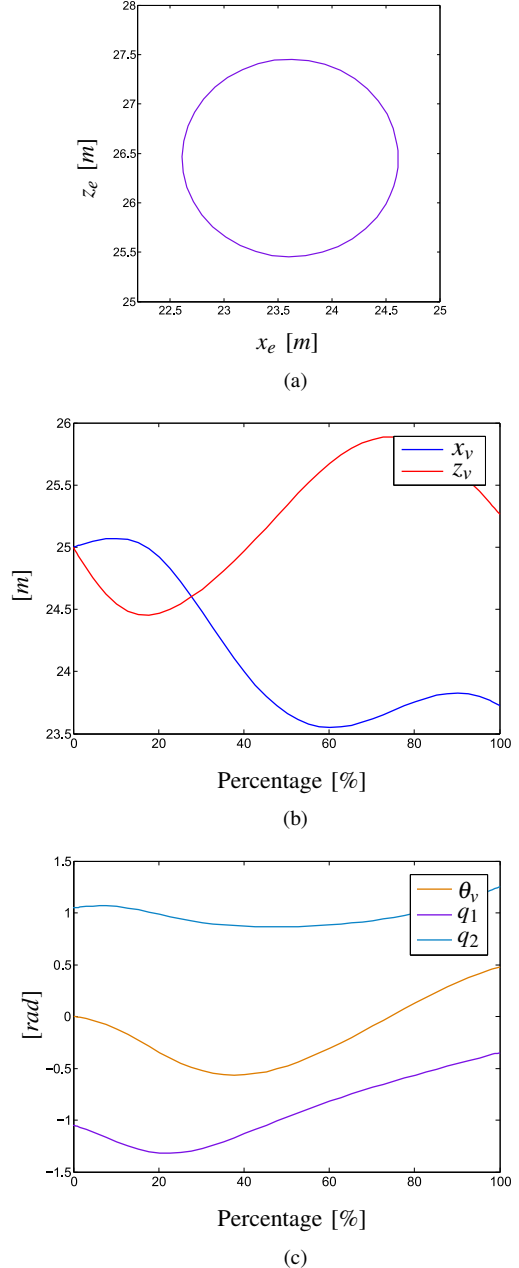 28
27.5
27
26.5
26
25.5
25
22.5 23 23.5 24 24.5 25
z_e [m]
x_e [m]
(a)
26
25.5
25
24.5
24
23.5
0 20 40 60 80 100
[m]
x_v
z_v
Percentage [%]
(b)
1.5
1
0.5
0
−0.5
−1
−1.5
0 20 40 60 80 100
[rad]
θ_v
q_1
q_2
Percentage [%]
(c)